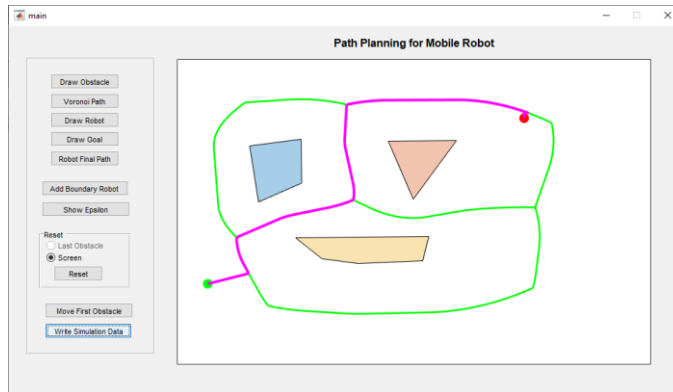 main
Path Planning for Mobile Robot
Draw Obstacle
Voronoi Path
Draw Robot
Draw Goal
Robot Final Path
Add Boundary Robot
Show Epsilon
Reset
Last Obstacle
Screen
Reset
Move First Obstacle
Write Simulation Data